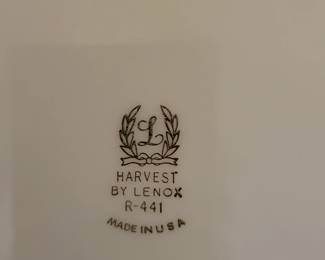 L
HARVEST
BY LENOX
R-441
MADE IN USA